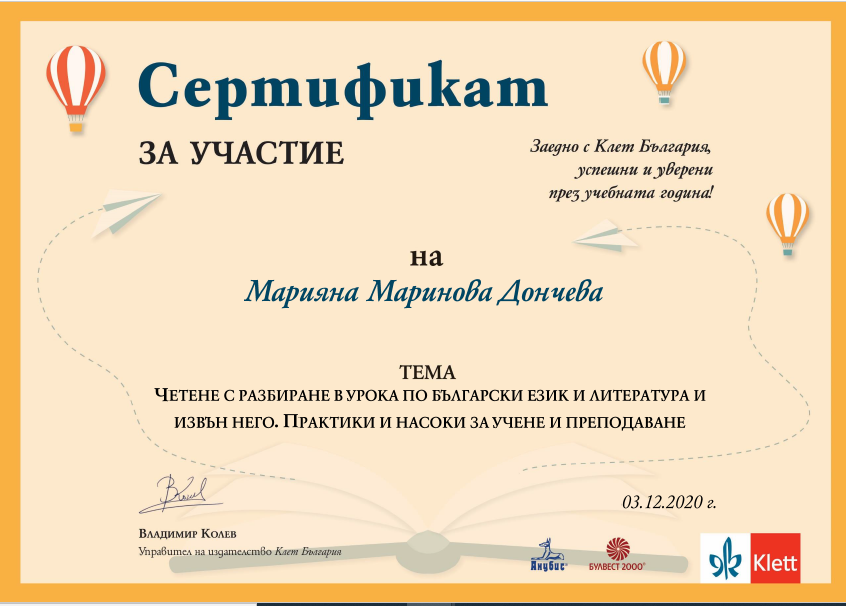 Сертификат
ЗА УЧАСТИЕ
Заедно с Клет България,
успешни и уверени
през учебната година!
на
Марияна Маринова Дончева
ТЕМА
Четене с разбиране в урока по български език и литература и
извън него. Практики и насоки за учене и преподаване
03.12.2020 г.
Владимир Колев
Управител на издателство Клет България
Анубис
БУЛВЕСТ 2000
Klett